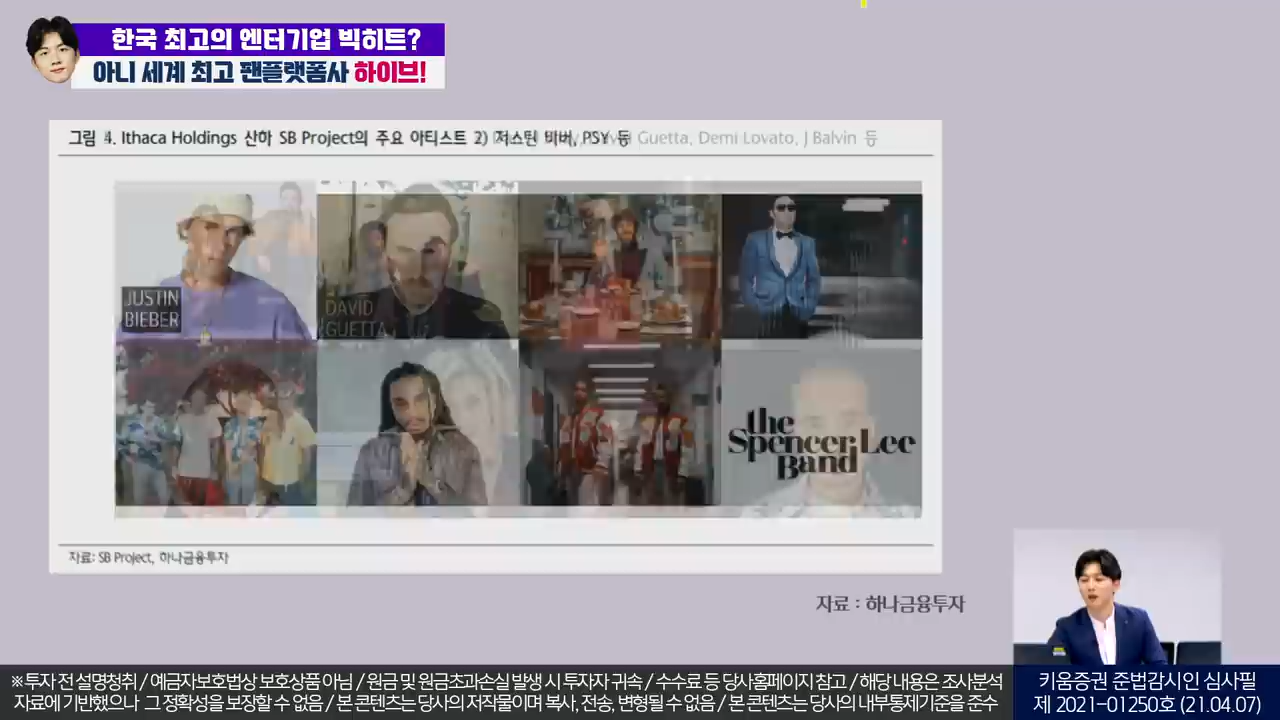 한국 최고의 엔터기업 빅히트?
아니 세계 최고 팬플랫폼사 하이브!
그림 4. Ithaca Holdings 산하 SB Project의 주요 아티스트 2) 저스틴 비버, PSY 등
Guetta, Demi Lovato, J Balvin 등
JUSTIN
BIEBER
DAVID
GUETTA
the
Spencer Lee
Band
자료: SB Project, 하나금융투자
자료 : 하나금융투자
※투자 전 설명청취 / 예금자보호법상 보호상품 아님 / 원금 및 원금초과손실 발생 시 투자자 귀속 / 수수료 등 당사홈페이지 참고 / 해당 내용은 조사분석
자료에 기반했으나 그 정확성을 보장할 수 없음 / 본 콘텐츠는 당사의 저작물이며 복사, 전송, 변형될 수 없음 / 본 콘텐츠는 당사의 내부통제기준을 준수
키움증권 준법감시인 심사필
제 2021-01250호 (21.04.07)